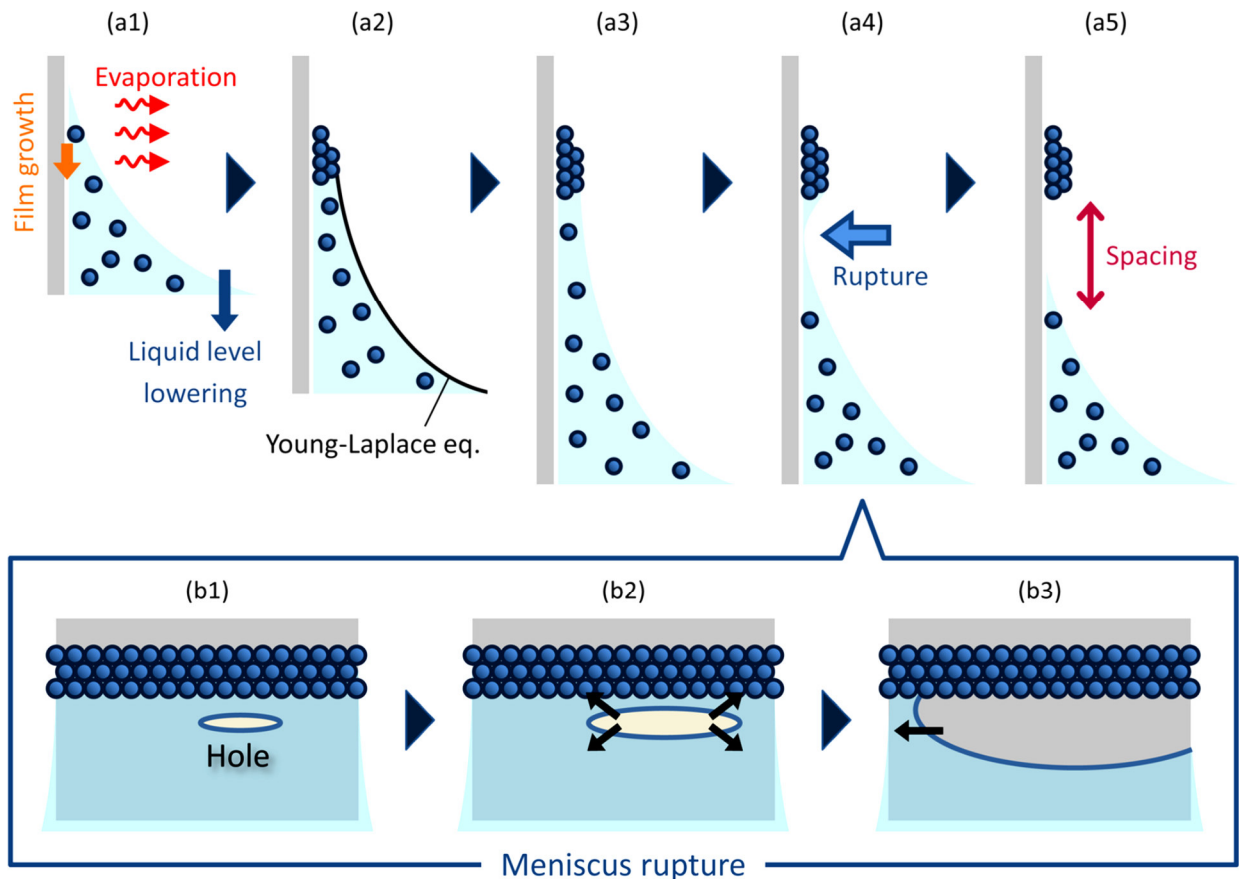 (a1)
(a2)
(a3)
(a4)
(a5)
Film growth
Evaporation
Liquid level
lowering
Young-Laplace eq.
Rupture
Spacing
(b1)
(b2)
(b3)
Hole
Meniscus rupture